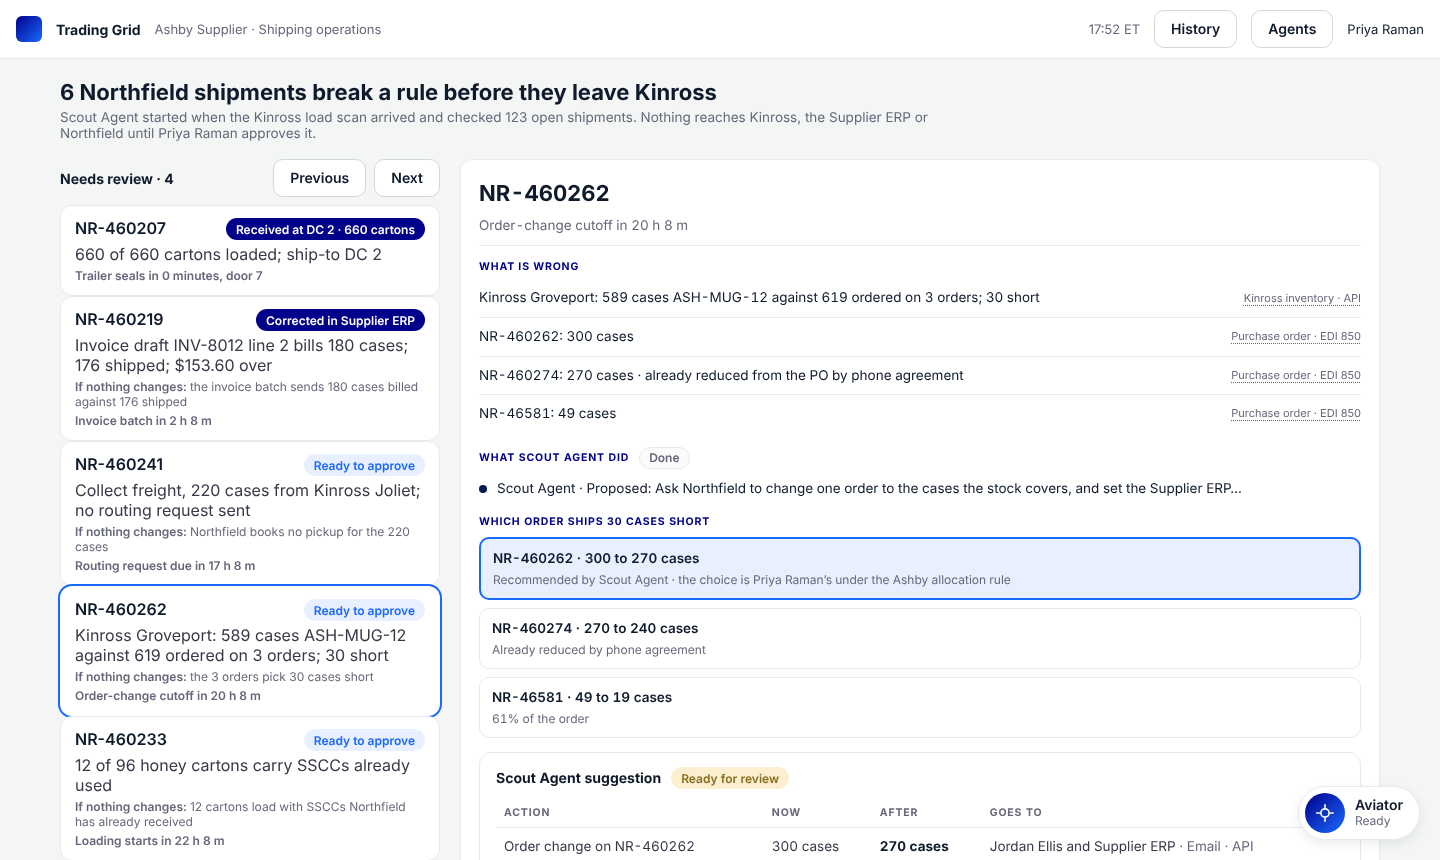 Trading Grid
Ashby Supplier · Shipping operations
17:52 ET
History
Agents
Priya Raman
6 Northfield shipments break a rule before they leave Kinross
Scout Agent started when the Kinross load scan arrived and checked 123 open shipments. Nothing reaches Kinross, the Supplier ERP or
Northfield until Priya Raman approves it.
Needs review · 4
Previous
Next
NR-460207
Received at DC 2 · 660 cartons
660 of 660 cartons loaded; ship-to DC 2
Trailer seals in 0 minutes, door 7
NR-460219
Corrected in Supplier ERP
Invoice draft INV-8012 line 2 bills 180 cases;
176 shipped; $153.60 over
If nothing changes: the invoice batch sends 180 cases billed
against 176 shipped
Invoice batch in 2 h 8 m
NR-460241
Ready to approve
Collect freight, 220 cases from Kinross Joliet;
no routing request sent
If nothing changes: Northfield books no pickup for the 220
cases
Routing request due in 17 h 8 m
NR-460262
Ready to approve
Kinross Groveport: 589 cases ASH-MUG-12
against 619 ordered on 3 orders; 30 short
If nothing changes: the 3 orders pick 30 cases short
Order-change cutoff in 20 h 8 m
NR-460233
Ready to approve
12 of 96 honey cartons carry SSCCs already
used
If nothing changes: 12 cartons load with SSCCs Northfield
has already received
Loading starts in 22 h 8 m
NR-460262
Order-change cutoff in 20 h 8 m
WHAT IS WRONG
Kinross Groveport: 589 cases ASH-MUG-12 against 619 ordered on 3 orders; 30 short
Kinross inventory · API
NR-460262: 300 cases
Purchase order · EDI 850
NR-460274: 270 cases · already reduced from the PO by phone agreement
Purchase order · EDI 850
NR-46581: 49 cases
Purchase order · EDI 850
WHAT SCOUT AGENT DID
Done
Scout Agent · Proposed: Ask Northfield to change one order to the cases the stock covers, and set the Supplier ERP...
WHICH ORDER SHIPS 30 CASES SHORT
NR-460262 · 300 to 270 cases
Recommended by Scout Agent · the choice is Priya Raman's under the Ashby allocation rule
NR-460274 · 270 to 240 cases
Already reduced by phone agreement
NR-46581 · 49 to 19 cases
61% of the order
Scout Agent suggestion
Ready for review
ACTION
NOW
AFTER
GOES TO
Order change on NR-460262
300 cases
270 cases
Jordan Ellis and Supplier ERP · Email · API
Aviator
Ready